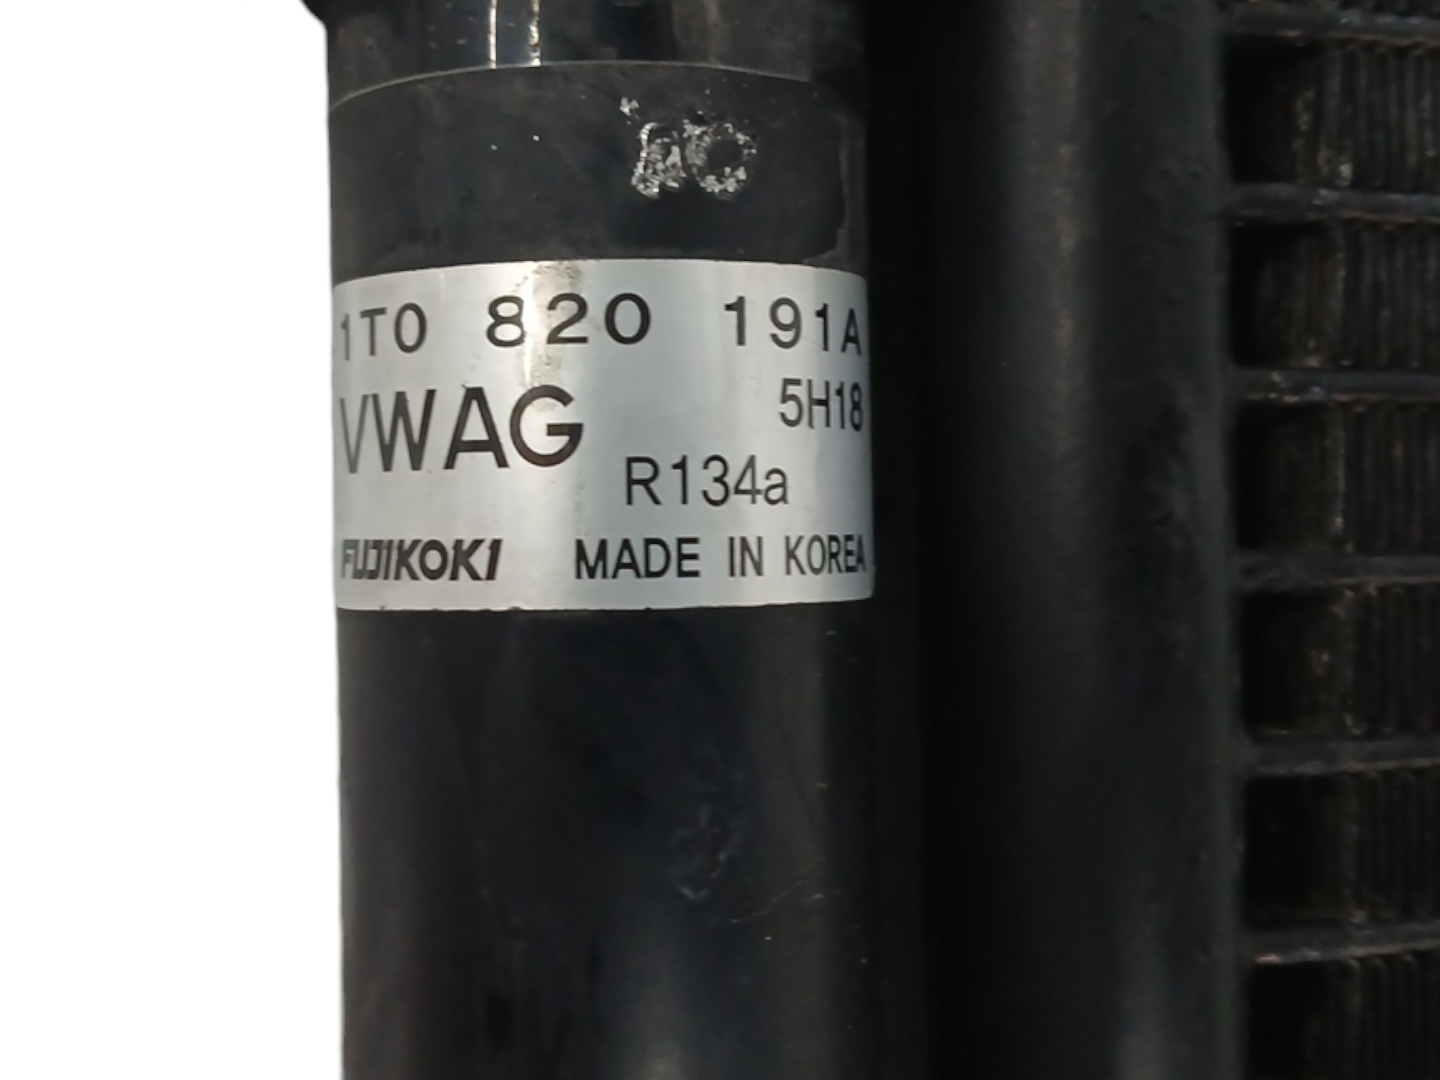 1T0 820 191A
VWAG 5H18
R134a
FUJIKOKI MADE IN KOREA